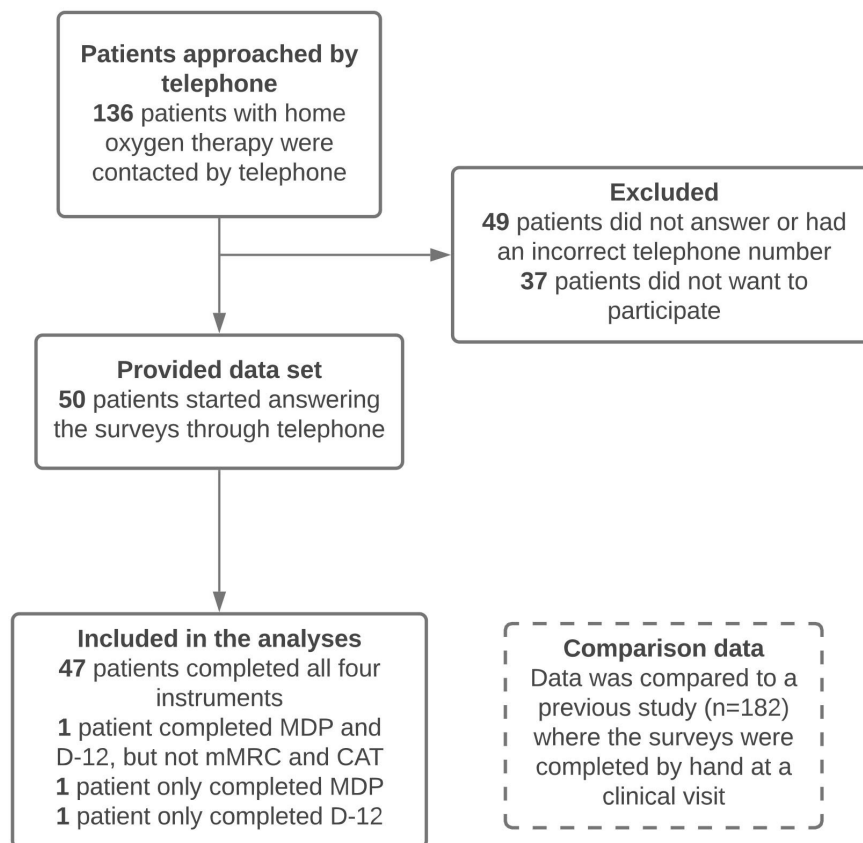 Patients approached by
telephone
136 patients with home
oxygen therapy were
contacted by telephone
Excluded
49 patients did not answer or had
an incorrect telephone number
37 patients did not want to
participate
Provided data set
50 patients started answering
the surveys through telephone
Included in the analyses
47 patients completed all four
instruments
1 patient completed MDP and
D-12, but not mMRC and CAT
1 patient only completed MDP
1 patient only completed D-12
Comparison data
Data was compared to a
previous study (n=182)
where the surveys were
completed by hand at a
clinical visit